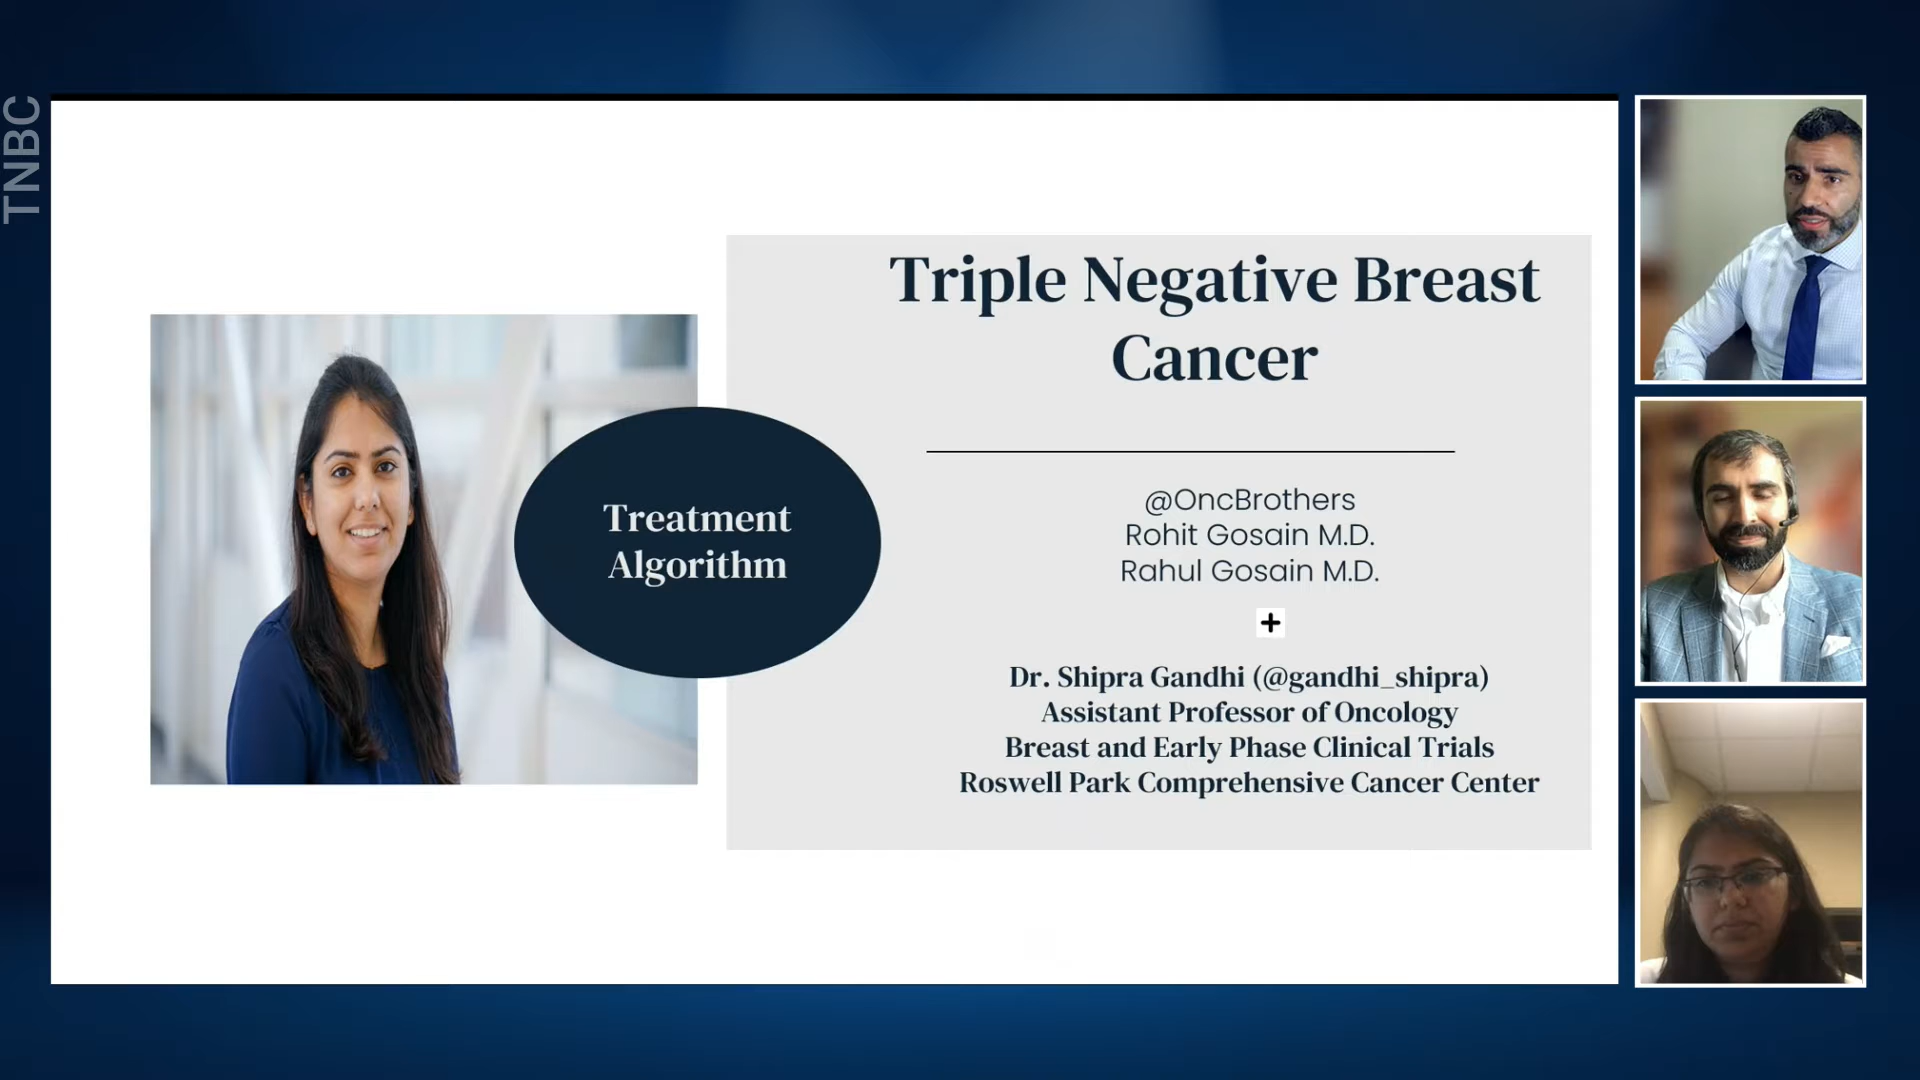 TNBC
Triple Negative Breast
Cancer
Treatment
Algorithm
@OncBrothers
Rohit Gosain M.D.
Rahul Gosain M.D.
+
Dr. Shipra Gandhi (@gandhi_shipra)
Assistant Professor of Oncology
Breast and Early Phase Clinical Trials
Roswell Park Comprehensive Cancer Center